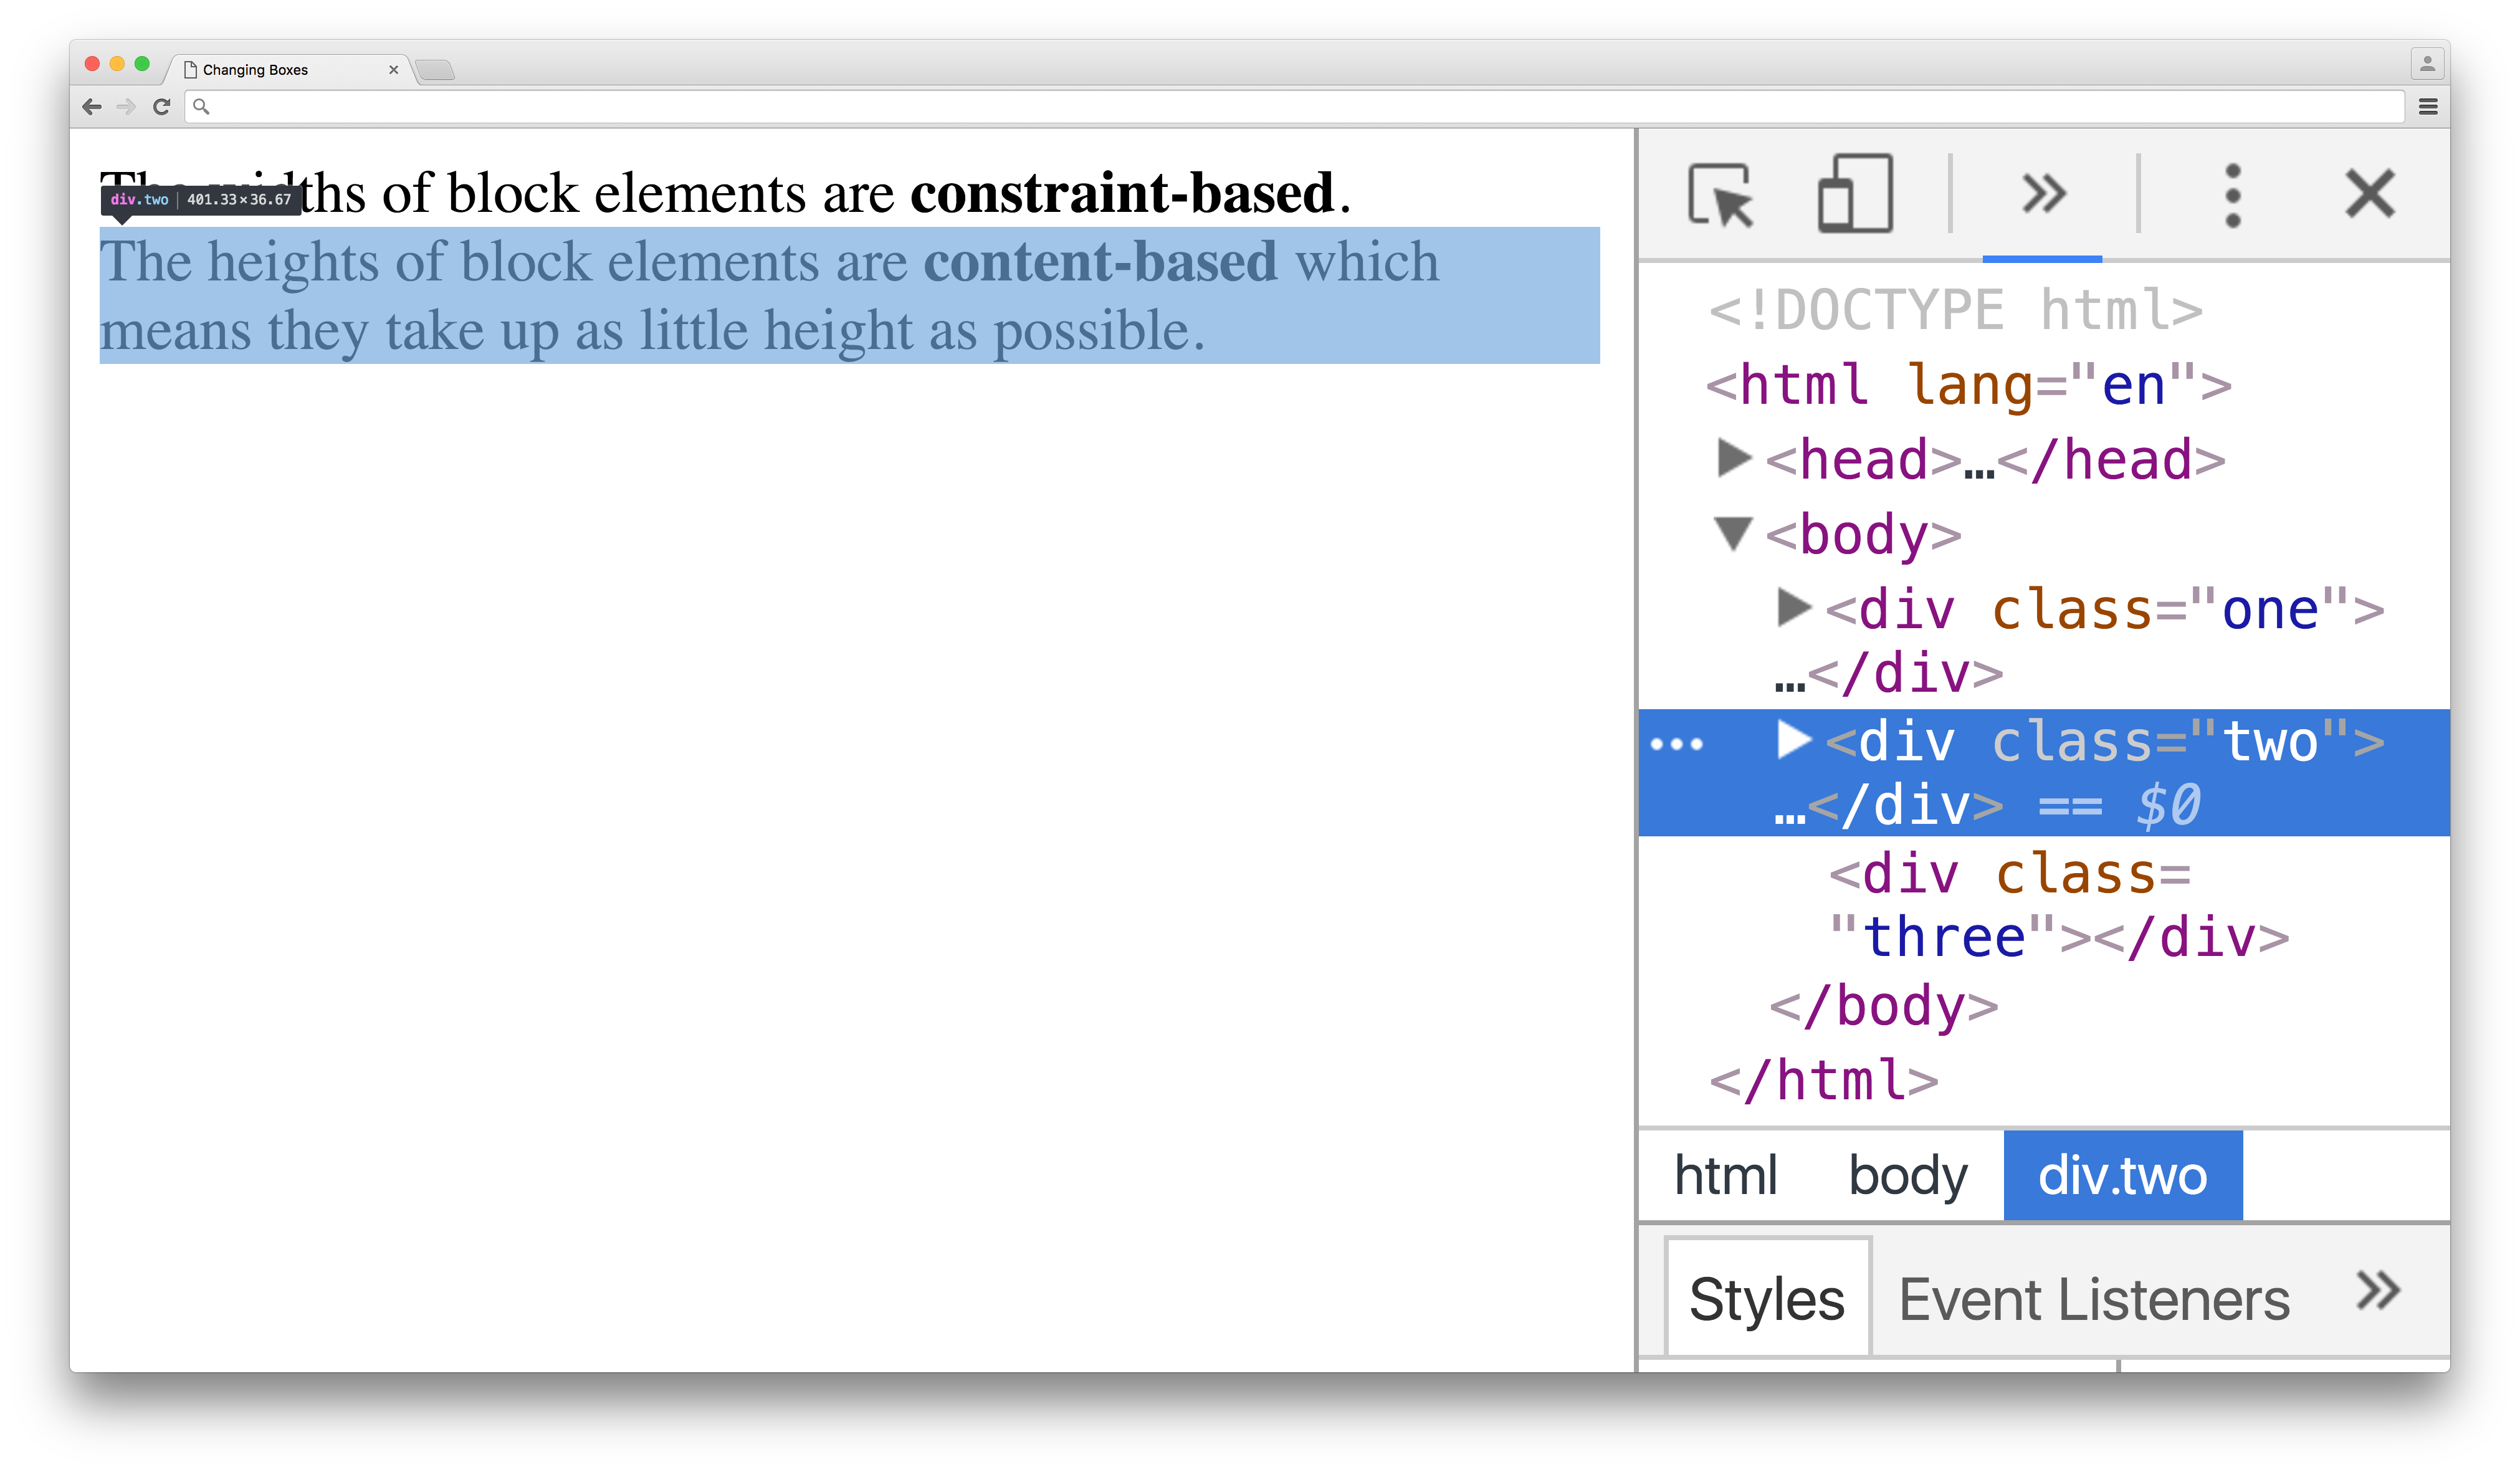 Changing Boxes
The widths of block elements are constraint-based.
div.two 401.33×36.67
The heights of block elements are content-based which
means they take up as little height as possible.
<!DOCTYPE html>
<html lang="en">
<head>…</head>
<body>
<div class="one">
…</div>
<div class="two">
…</div> == $0
<div class=
"three"></div>
</body>
</html>
html body div.two
Styles Event Listeners